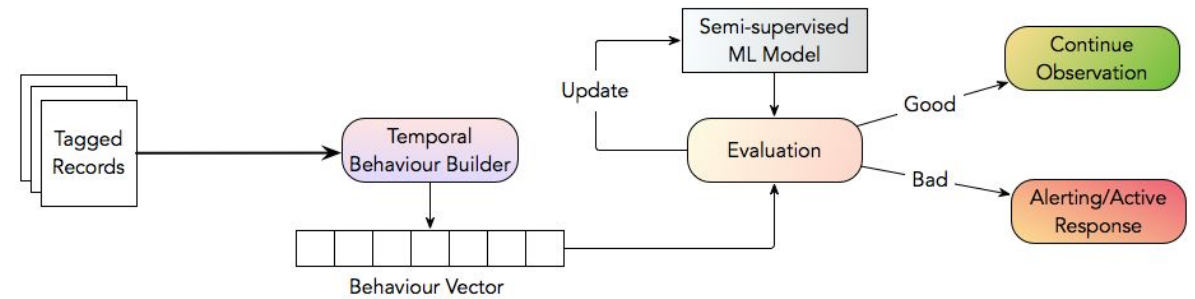 Tagged
Records
Temporal
Behaviour Builder
Behaviour Vector
Update
Semi-supervised
ML Model
Evaluation
Good
Bad
Continue
Observation
Alerting/Active
Response